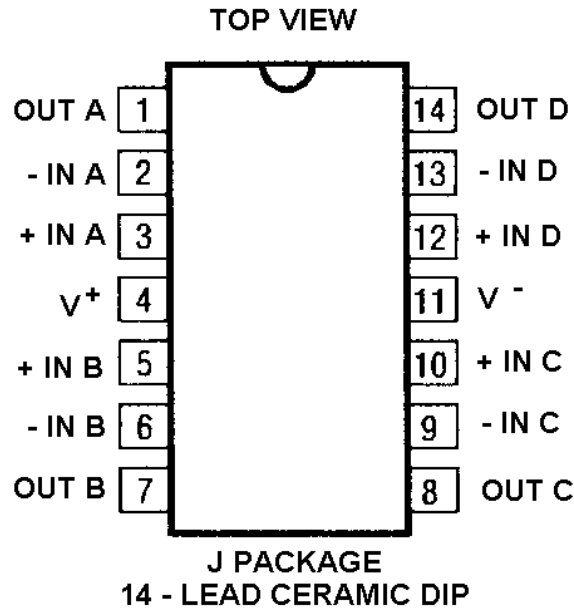 TOP VIEW
OUT A 1 14 OUT D
- IN A 2 13 - IN D
+ IN A 3 12 + IN D
V+ 4 11 V -
+ IN B 5 10 + IN C
- IN B 6 9 - IN C
OUT B 7 8 OUT C
J PACKAGE
14 - LEAD CERAMIC DIP